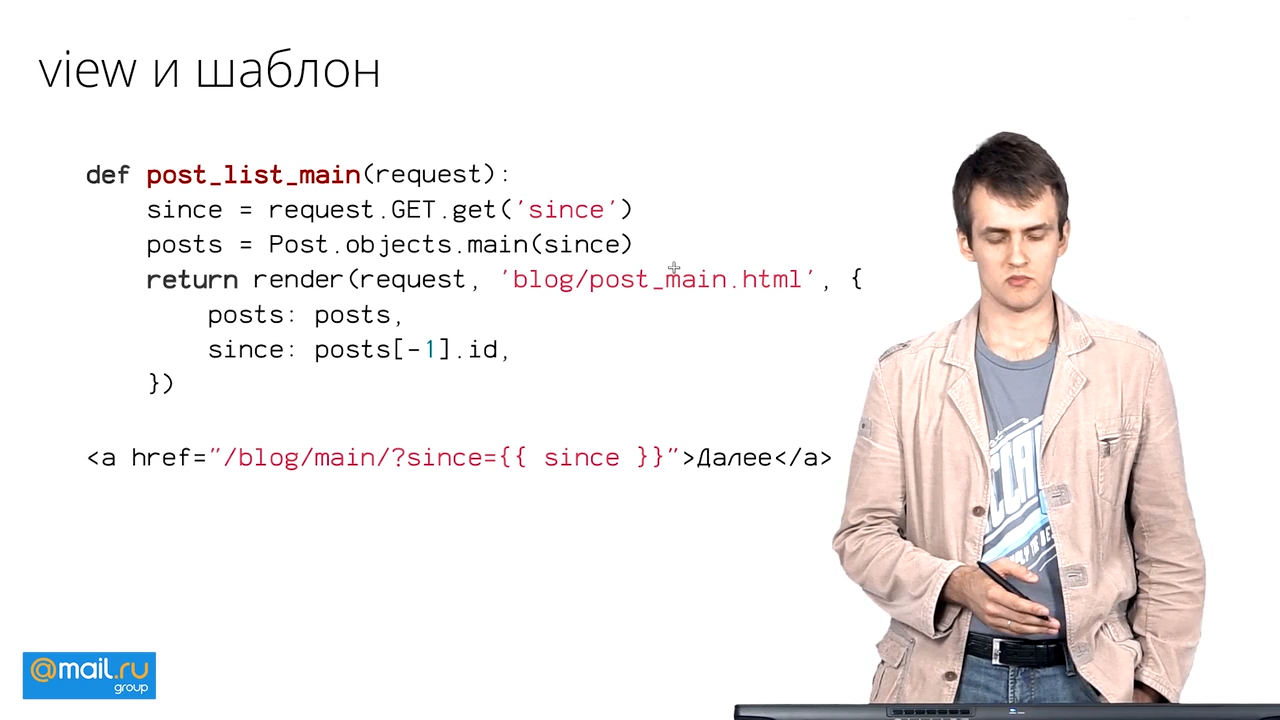 view и шаблон
def post_list_main(request):
since = request.GET.get('since')
posts = Post.objects.main(since)
return render(request, 'blog/post_main.html', {
posts: posts,
since: posts[-1].id,
})
<a href="/blog/main/?since={{ since }}">Далее</a>
@mail.ru
group